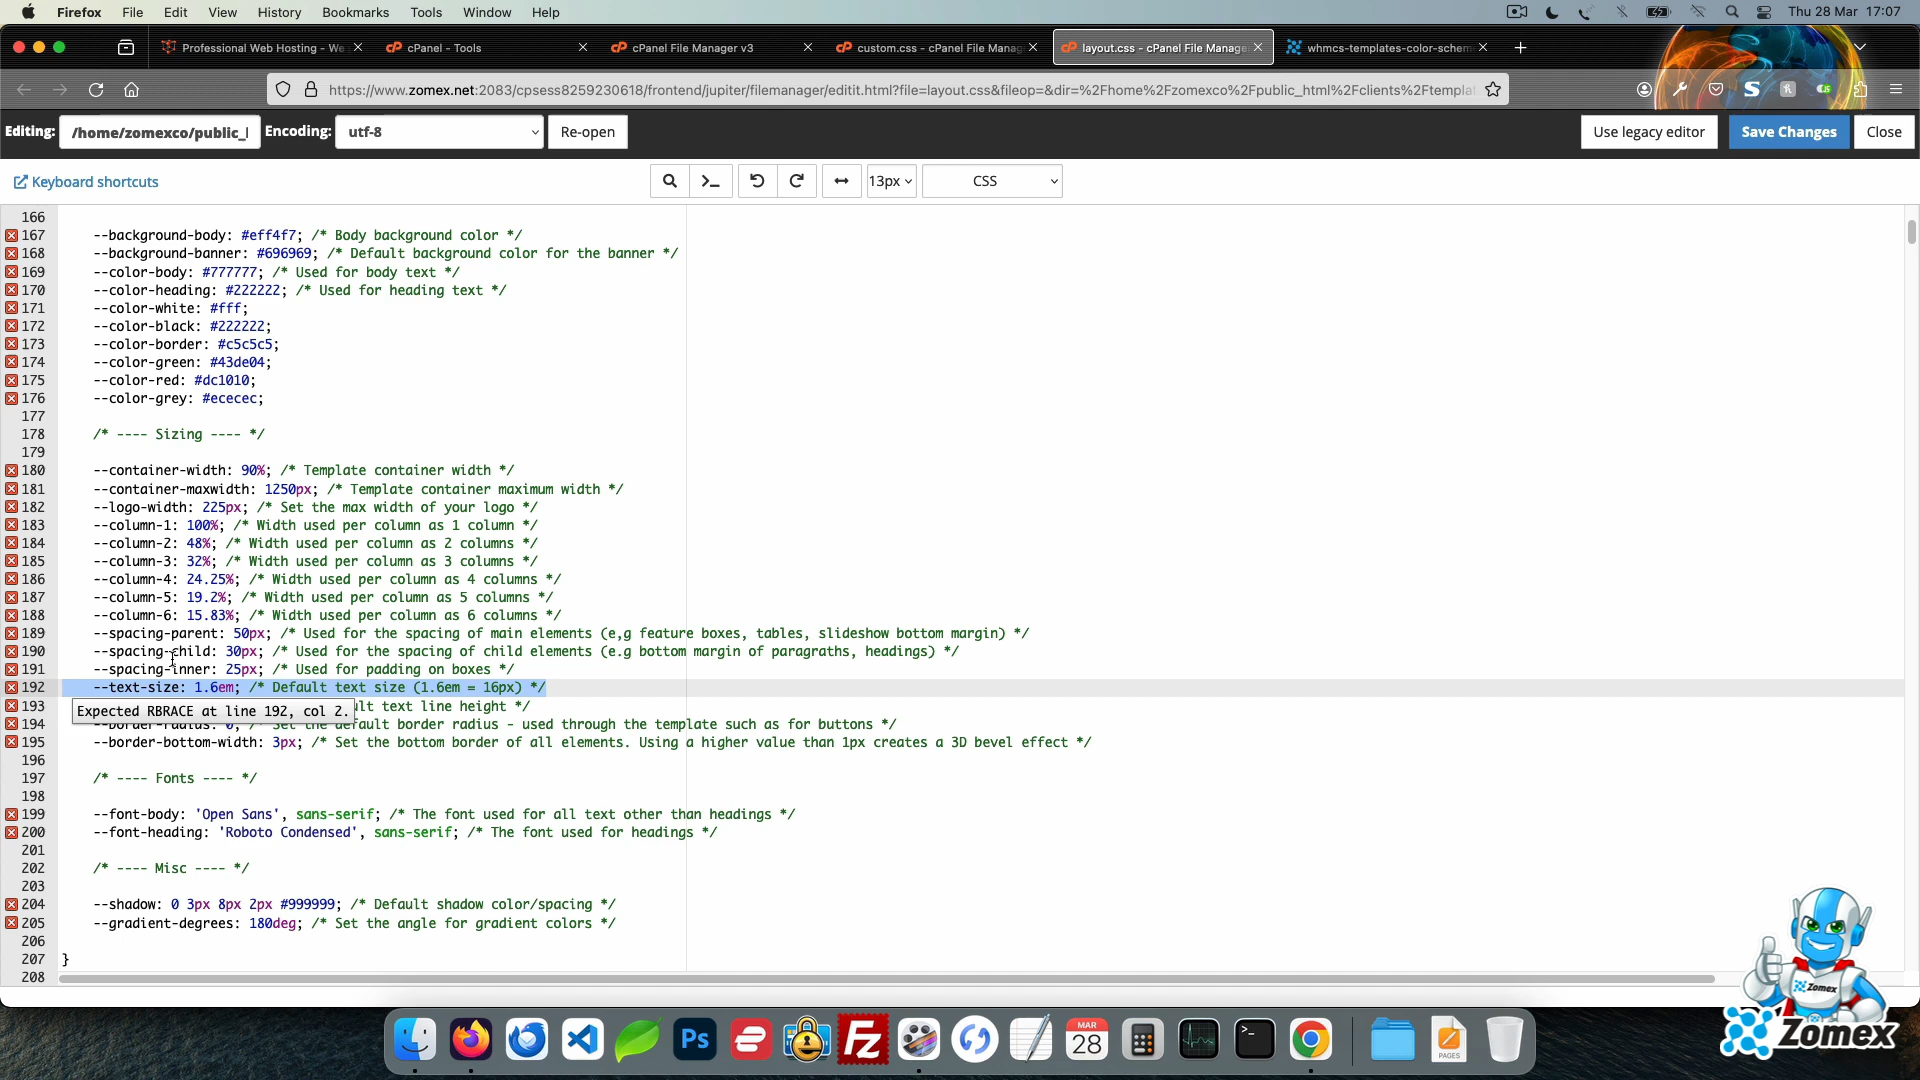 Firefox File Edit View History Bookmarks Tools Window Help
Thu 28 Mar 17:07
Professional Web Hosting - We
cPanel - Tools
cPanel File Manager v3
custom.css - cPanel File Manag
layout.css - cPanel File Manage
whmcs-templates-color-schem
https://www.zomex.net:2083/cpsess8259230618/frontend/jupiter/filemanager/editit.html?file=layout.css&fileop=&dir=%2Fhome%2Fzomexco%2Fpublic_html%2Fclients%2Ftempla
Editing: /home/zomexco/public_ Encoding: utf-8 Re-open Use legacy editor Save Changes Close
Keyboard shortcuts 13px CSS
166
167 --background-body: #eff4f7; /* Body background color */
168 --background-banner: #696969; /* Default background color for the banner */
169 --color-body: #777777; /* Used for body text */
170 --color-heading: #222222; /* Used for heading text */
171 --color-white: #fff;
172 --color-black: #222222;
173 --color-border: #c5c5c5;
174 --color-green: #43de04;
175 --color-red: #dc1010;
176 --color-grey: #ececec;
177
178 /* ---- Sizing ---- */
179
180 --container-width: 90%; /* Template container width */
181 --container-maxwidth: 1250px; /* Template container maximum width */
182 --logo-width: 225px; /* Set the max width of your logo */
183 --column-1: 100%; /* Width used per column as 1 column */
184 --column-2: 48%; /* Width used per column as 2 columns */
185 --column-3: 32%; /* Width used per column as 3 columns */
186 --column-4: 24.25%; /* Width used per column as 4 columns */
187 --column-5: 19.2%; /* Width used per column as 5 columns */
188 --column-6: 15.83%; /* Width used per column as 6 columns */
189 --spacing-parent: 50px; /* Used for the spacing of main elements (e,g feature boxes, tables, slideshow bottom margin) */
190 --spacing-child: 30px; /* Used for the spacing of child elements (e.g bottom margin of paragraths, headings) */
191 --spacing-inner: 25px; /* Used for padding on boxes */
192 --text-size: 1.6em; /* Default text size (1.6em = 16px) */
193 ult text line height */
Expected RBRACE at line 192, col 2.
194 --border-radius: 0; /* Set the default border radius - used through the template such as for buttons */
195 --border-bottom-width: 3px; /* Set the bottom border of all elements. Using a higher value than 1px creates a 3D bevel effect */
196
197 /* ---- Fonts ---- */
198
199 --font-body: 'Open Sans', sans-serif; /* The font used for all text other than headings */
200 --font-heading: 'Roboto Condensed', sans-serif; /* The font used for headings */
201
202 /* ---- Misc ---- */
203
204 --shadow: 0 3px 8px 2px #999999; /* Default shadow color/spacing */
205 --gradient-degrees: 180deg; /* Set the angle for gradient colors */
206
207 }
208
Zomex
Zomex
Ps
FZ
MAR
28
PAGES